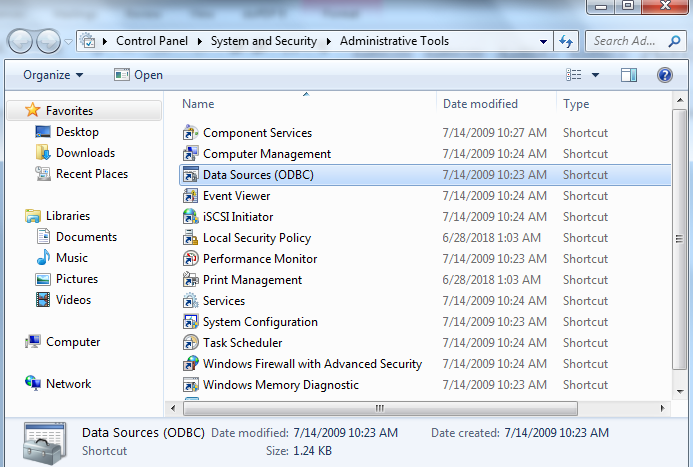 Control Panel System and Security Administrative Tools Search Ad...
Organize Open
Name Date modified Type
Favorites
Desktop
Downloads
Recent Places
Libraries
Documents
Music
Pictures
Videos
Computer
Network
Component Services 7/14/2009 10:27 AM Shortcut
Computer Management 7/14/2009 10:24 AM Shortcut
Data Sources (ODBC) 7/14/2009 10:23 AM Shortcut
Event Viewer 7/14/2009 10:24 AM Shortcut
iSCSI Initiator 7/14/2009 10:24 AM Shortcut
Local Security Policy 6/28/2018 1:03 AM Shortcut
Performance Monitor 7/14/2009 10:23 AM Shortcut
Print Management 6/28/2018 1:03 AM Shortcut
Services 7/14/2009 10:24 AM Shortcut
System Configuration 7/14/2009 10:23 AM Shortcut
Task Scheduler 7/14/2009 10:24 AM Shortcut
Windows Firewall with Advanced Security 7/14/2009 10:24 AM Shortcut
Windows Memory Diagnostic 7/14/2009 10:23 AM Shortcut
Data Sources (ODBC) Date modified: 7/14/2009 10:23 AM Date created: 7/14/2009 10:23 AM
Shortcut Size: 1.24 KB